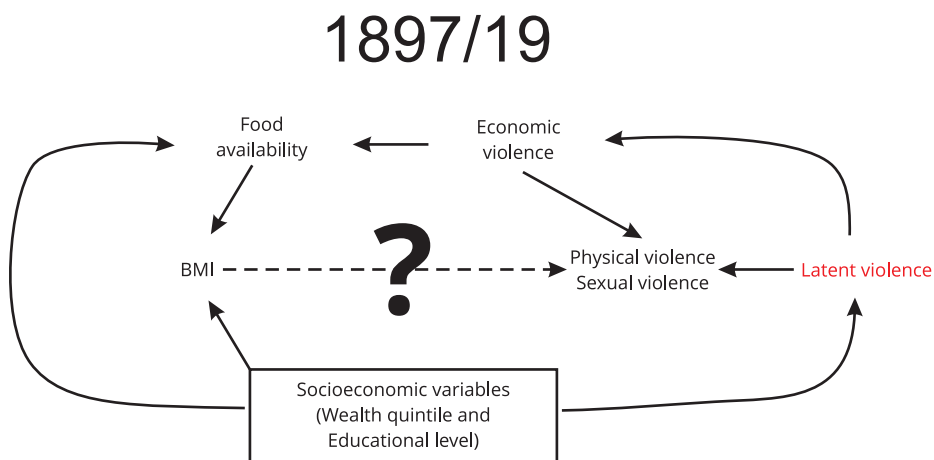 1897/19
Food
availability
Economic
violence
BMI
?
Physical violence
Sexual violence
Latent violence
Socioeconomic variables
(Wealth quintile and
Educational level)